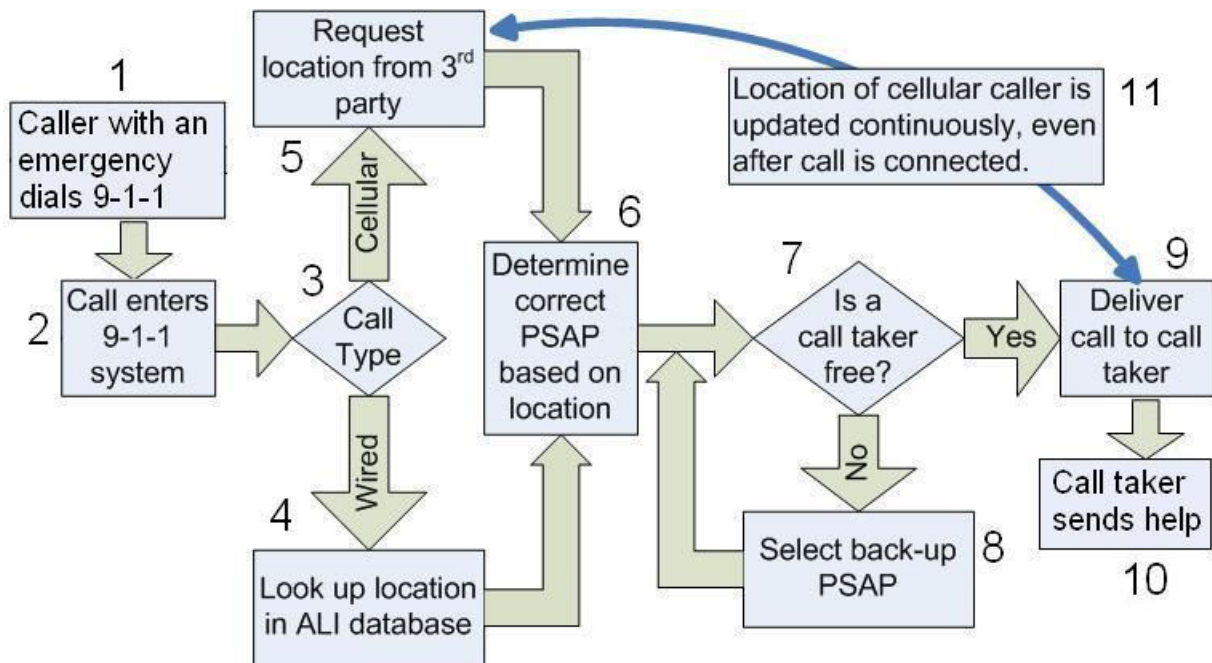 1
Caller with an
emergency
dials 9-1-1
2
Call enters
9-1-1
system
3
Call
Type
Cellular
Wired
4
Look up location
in ALI database
5
Request
location from 3rd
party
6
Determine
correct
PSAP
based on
location
7
Is a
call taker
free?
Yes
No
8
Select back-up
PSAP
9
Deliver
call to call
taker
Call taker
sends help
10
11
Location of cellular caller is
updated continuously, even
after call is connected.